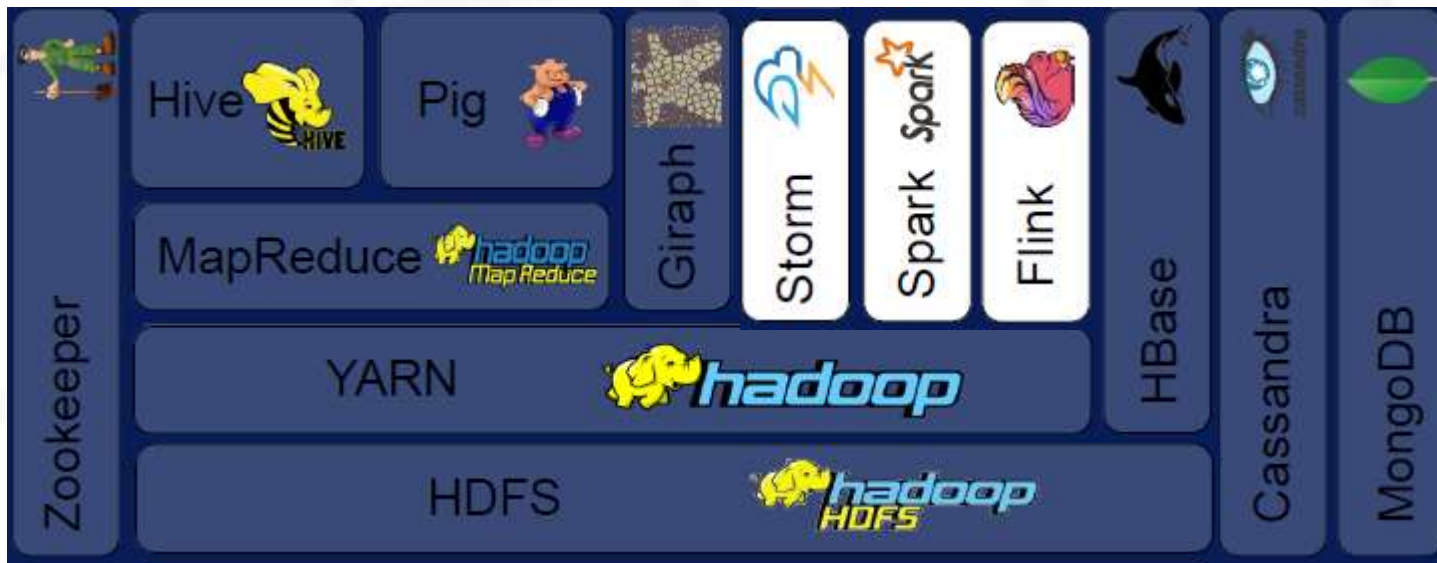 Zookeeper
Hive
HIVE
Pig
Giraph
Storm
Spark
Spark
Flink
HBase
Cassandra
cassandra
MongoDB
MapReduce
hadoop
Map Reduce
YARN
hadoop
HDFS
hadoop
HDFS